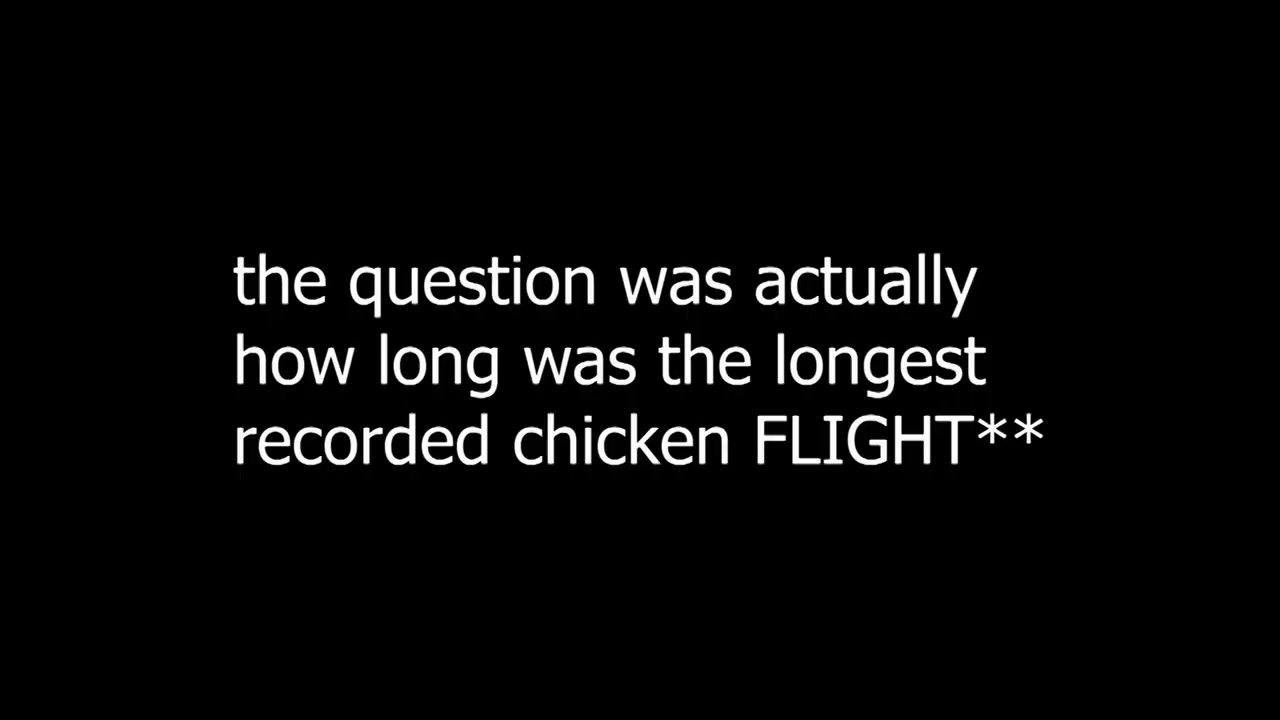 the question was actually
how long was the longest
recorded chicken FLIGHT**